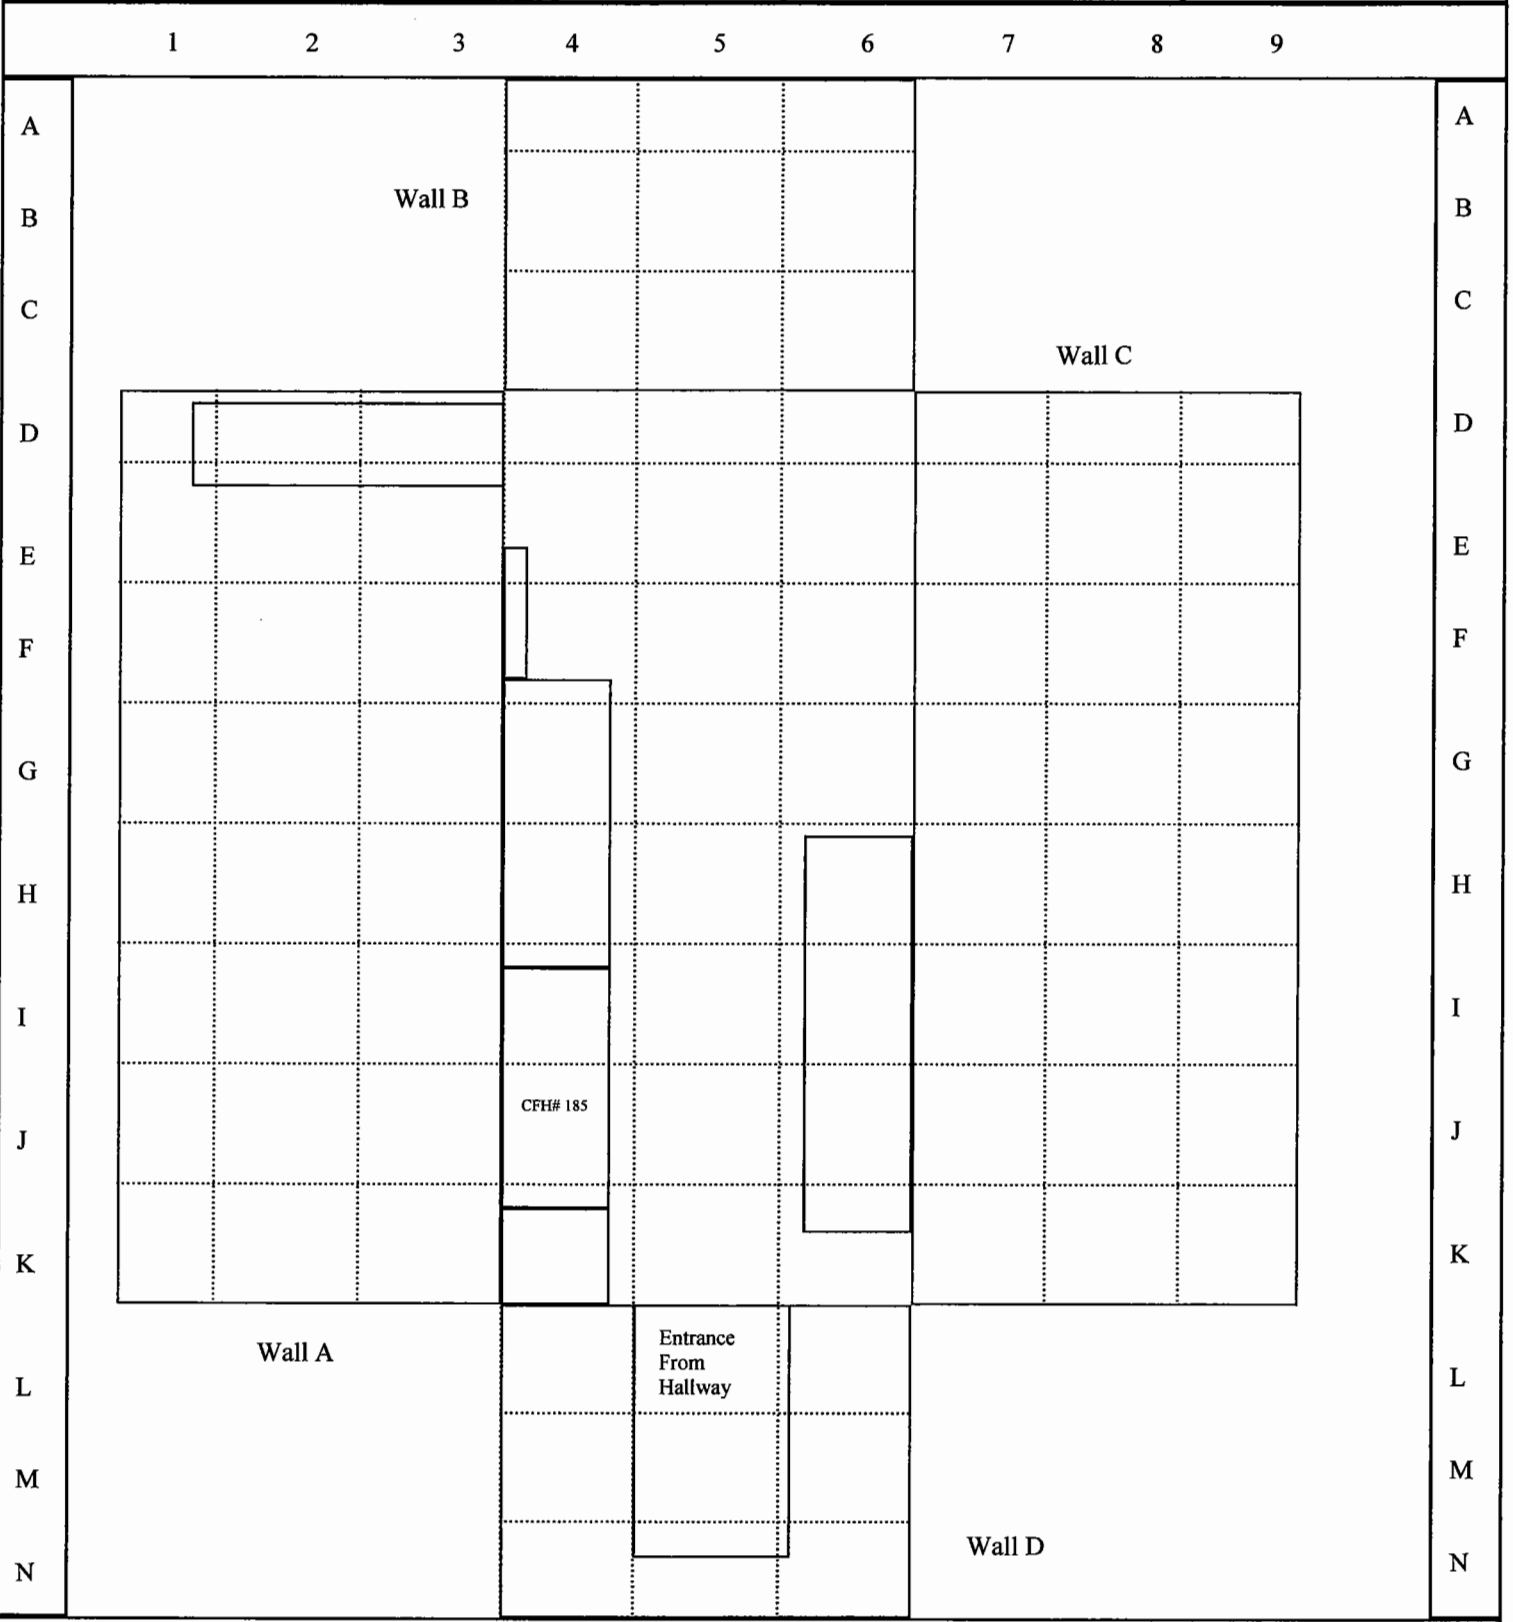 1 2 3 4 5 6 7 8 9
A A
Wall B
B B
C C
Wall C
D D
E E
F F
G G
H H
I I
CFH# 185
J J
K K
Entrance
From
Hallway
Wall A
L L
M M
Wall D
N N